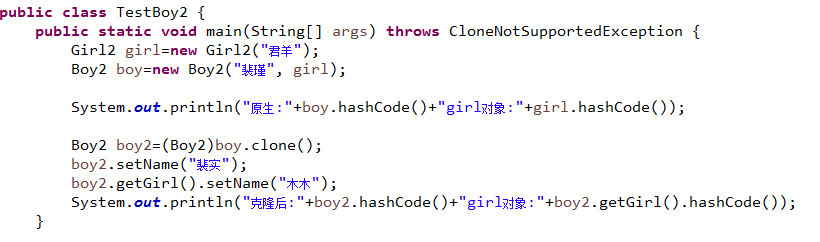 public class TestBoy2 {
public static void main(String[] args) throws CloneNotSupportedException {
Girl2 girl=new Girl2("君羊");
Boy2 boy=new Boy2("裴瑾", girl);
System.out.println("原生:"+boy.hashCode()+"girl对象:"+girl.hashCode());
Boy2 boy2=(Boy2)boy.clone();
boy2.setName("裴实");
boy2.getGirl().setName("木木");
System.out.println("克隆后:"+boy2.hashCode()+"girl对象:"+boy2.getGirl().hashCode());
}